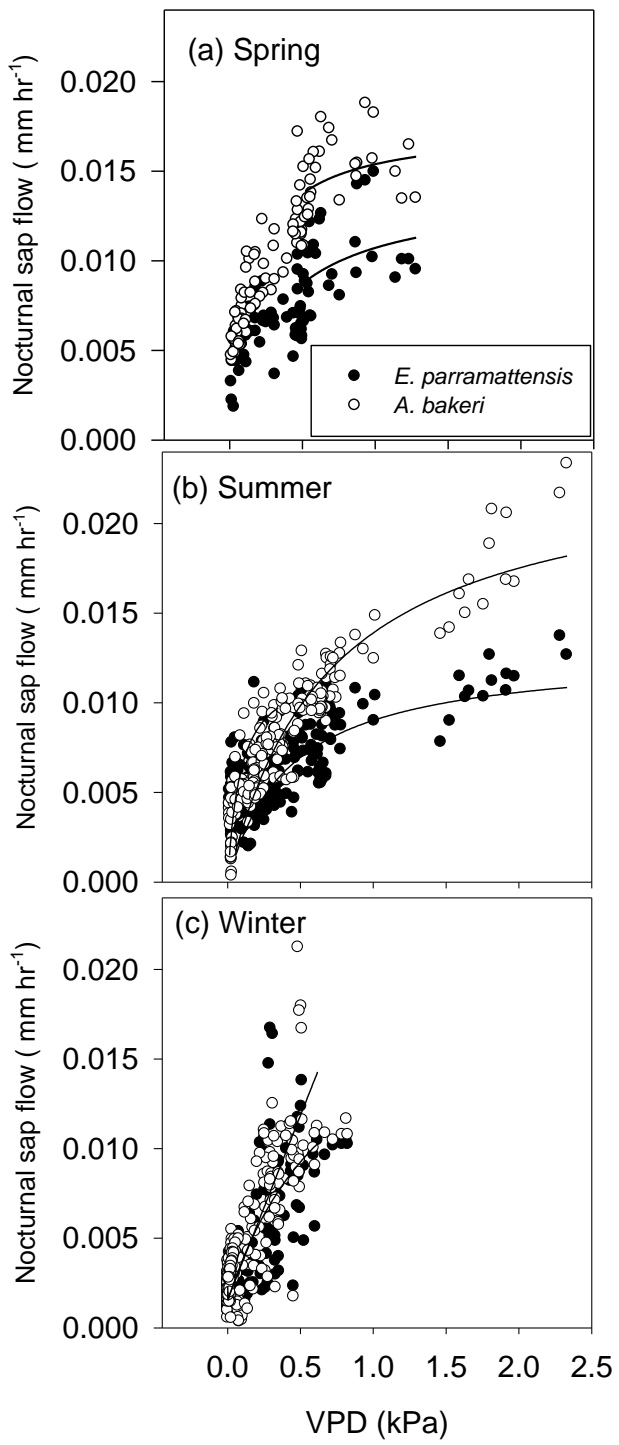 (a) Spring
0.020
0.015
0.010
0.005
0.000
Nocturnal sap flow ( mm hr-1)
E. parramattensis
A. bakeri
(b) Summer
0.020
0.015
0.010
0.005
0.000
Nocturnal sap flow ( mm hr-1)
(c) Winter
0.020
0.015
0.010
0.005
0.000
Nocturnal sap flow ( mm hr-1)
0.0 0.5 1.0 1.5 2.0 2.5
VPD (kPa)